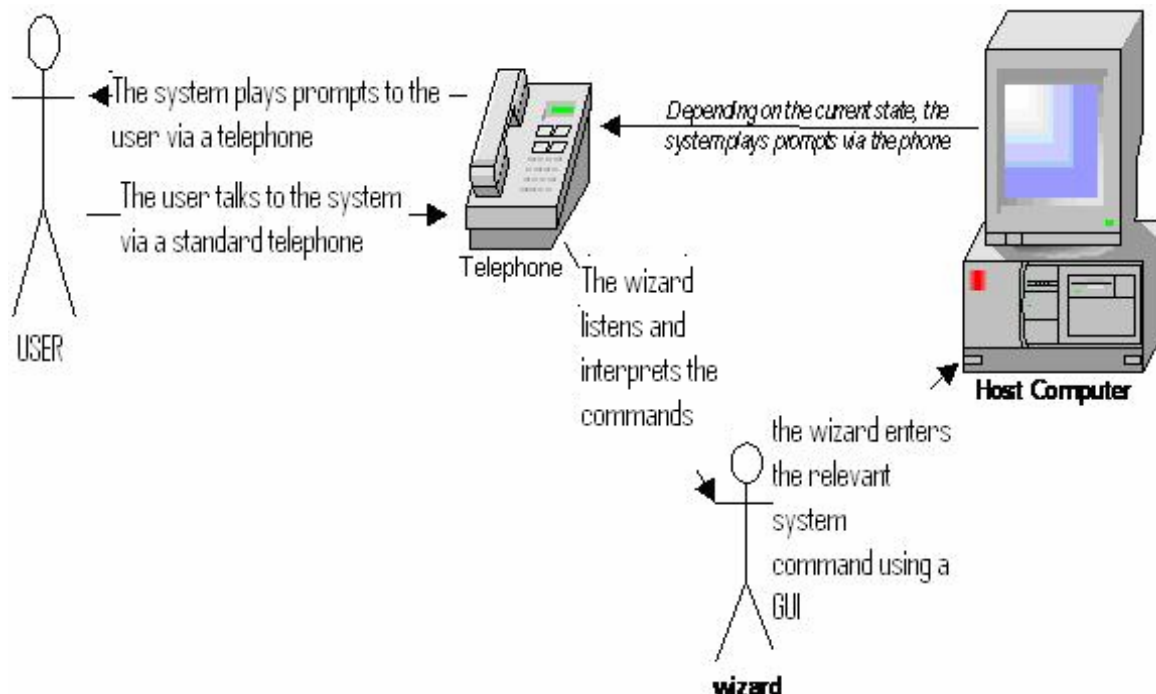 The system plays prompts to the
user via a telephone
Depending on the current state, the
system plays prompts via the phone
The user talks to the system
via a standard telephone
Telephone
USER
The wizard
listens and
interprets the
commands
Host Computer
the wizard enters
the relevant
system
command using a
GUI
wizard